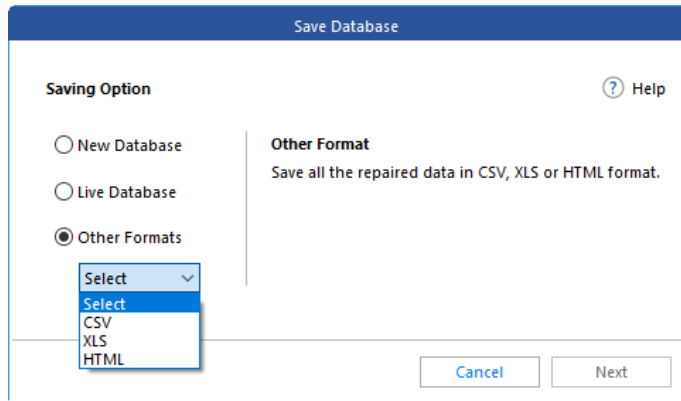 Save Database
Saving Option
? Help
New Database
Live Database
Other Formats
Select
Select
CSV
XLS
HTML
Other Format
Save all the repaired data in CSV, XLS or HTML format.
Cancel
Next